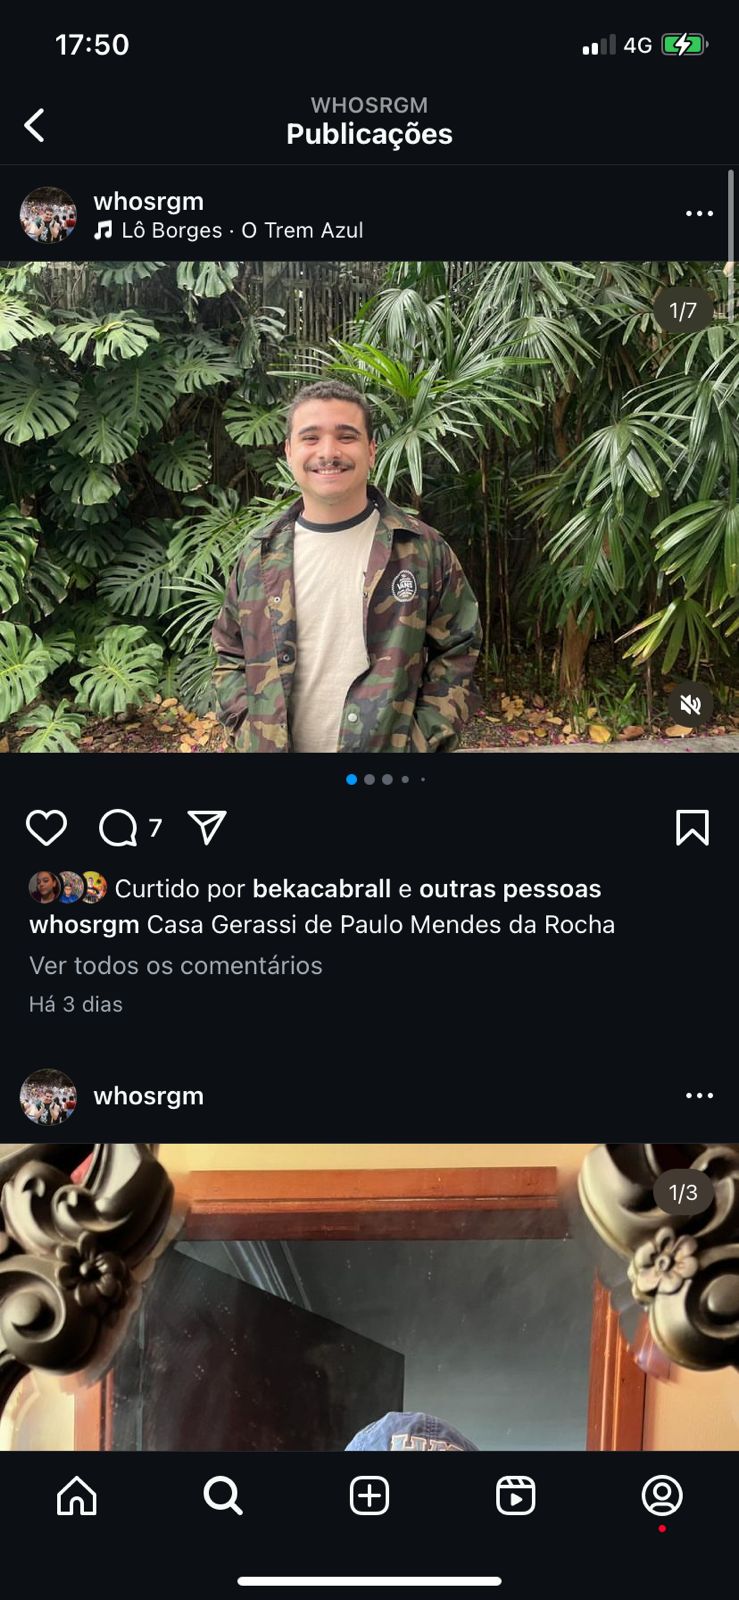 17:50
4G
WHOSRGM
Publicações
whosrgm
Lô Borges · O Trem Azul
1/7
VANS
7
Curtido por bekacabrall e outras pessoas
whosrgm Casa Gerassi de Paulo Mendes da Rocha
Ver todos os comentários
Há 3 dias
whosrgm
1/3